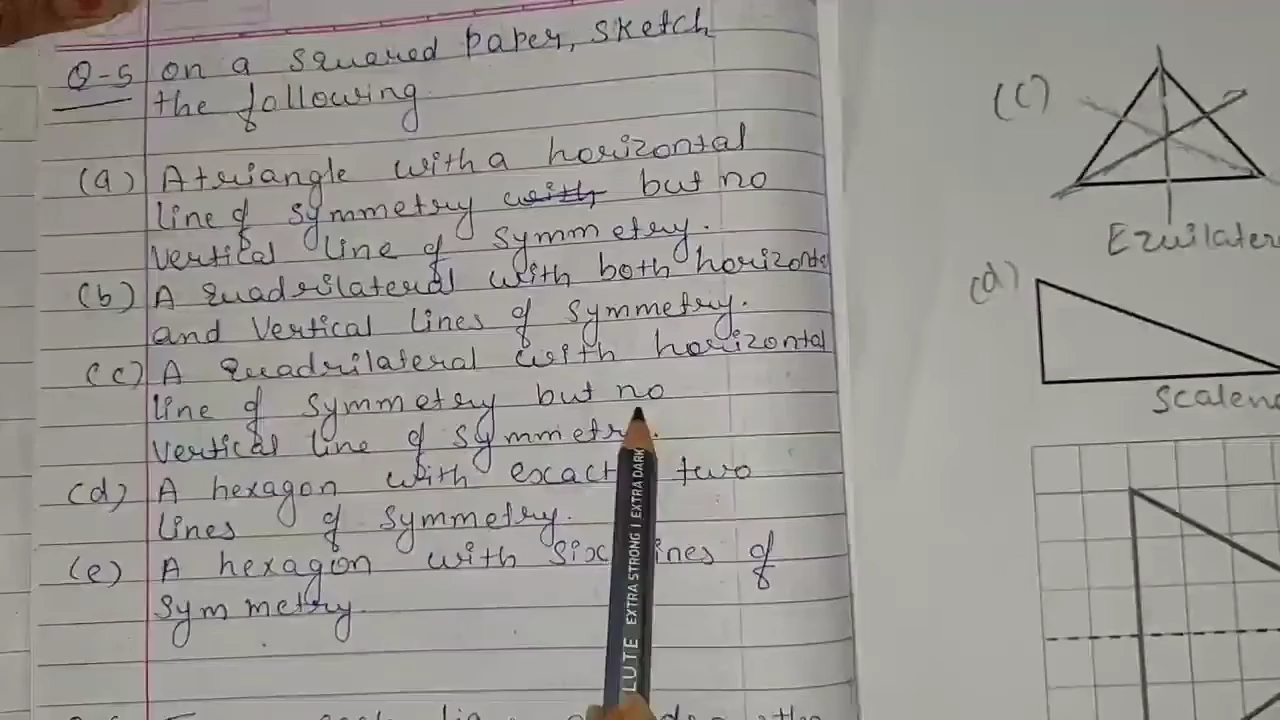 Q-5 on a squared paper, sketch
the following
(a) A triangle with a horizontal
line of symmetry with but no
vertical line of symmetry.
(b) A quadrilateral with both horizonta
and vertical lines of symmetry.
(c) A quadrilateral with horizontal
line of symmetry but no
vertical line of symmetr.
(d) A hexagon with exact two
lines of symmetry.
(e) A hexagon with six lines of
symmetry.
(c)
Equilater
(d)
Scalen
LUTE EXTRA STRONG I EXTRA DARK